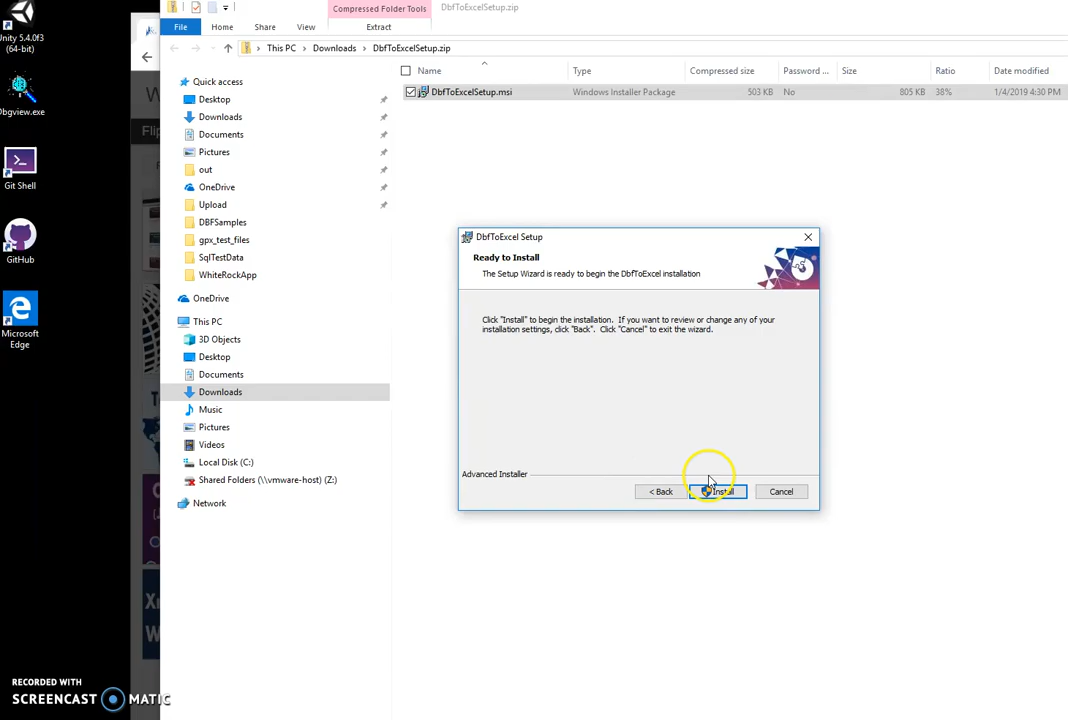 Compressed Folder Tools
DbfToExcelSetup.zip
File
Home
Share
View
Extract
This PC
Downloads
DbfToExcelSetup.zip
Name
Type
Compressed size
Password ...
Size
Ratio
Date modified
DbfToExcelSetup.msi
Windows Installer Package
503 KB
No
805 KB
38%
1/4/2019 4:30 PM
Unity 5.4.0f3
(64-bit)
Dbgview.exe
Git Shell
GitHub
Microsoft
Edge
Quick access
Desktop
Downloads
Documents
Pictures
out
OneDrive
Upload
DBFSamples
gpx_test_files
SqlTestData
WhiteRockApp
OneDrive
This PC
3D Objects
Desktop
Documents
Downloads
Music
Pictures
Videos
Local Disk (C:)
Shared Folders (\\vmware-host) (Z:)
Network
DbfToExcel Setup
Ready to Install
The Setup Wizard is ready to begin the DbfToExcel installation
Click "Install" to begin the installation. If you want to review or change any of your
installation settings, click "Back". Click "Cancel" to exit the wizard.
Advanced Installer
< Back
Install
Cancel
RECORDED WITH
SCREENCAST MATIC